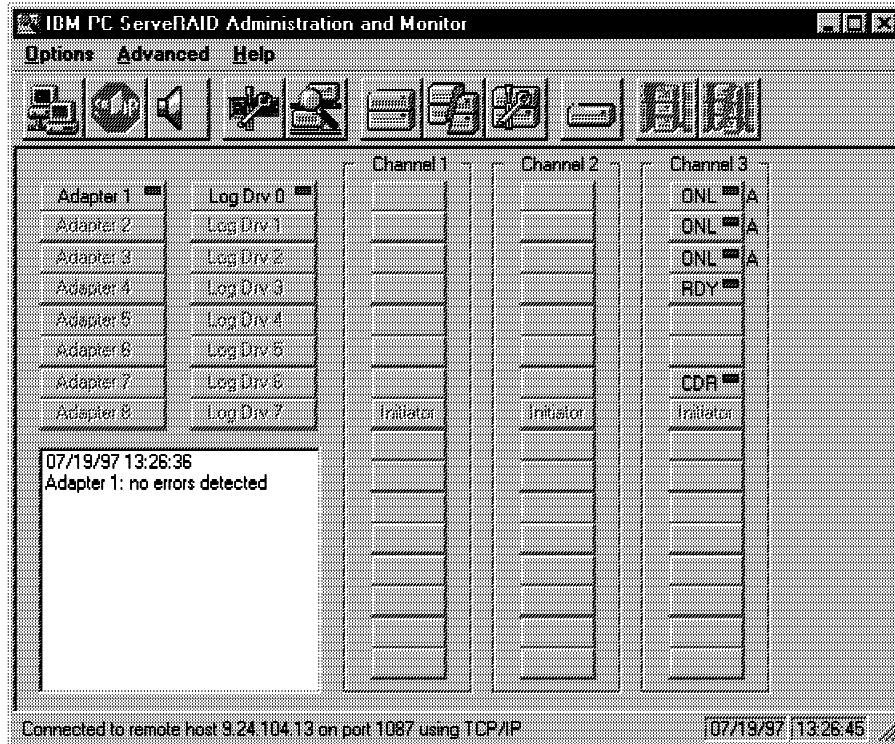 IBM PC ServeRAID Administration and Monitor
Options Advanced Help
STOP
Channel 1 Channel 2 Channel 3
Adapter 1 Log Drv 0 ONL A
Adapter 2 Log Drv 1 ONL A
Adapter 3 Log Drv 2 ONL A
Adapter 4 Log Drv 3 RDY
Adapter 5 Log Drv 4
Adapter 6 Log Drv 5
Adapter 7 Log Drv 6 CDR
Adapter 8 Log Drv 7 Initiator Initiator Initiator
07/19/97 13:26:36
Adapter 1: no errors detected
Connected to remote host 9.24.104.13 on port 1087 using TCP/IP 07/19/97 13:26:45